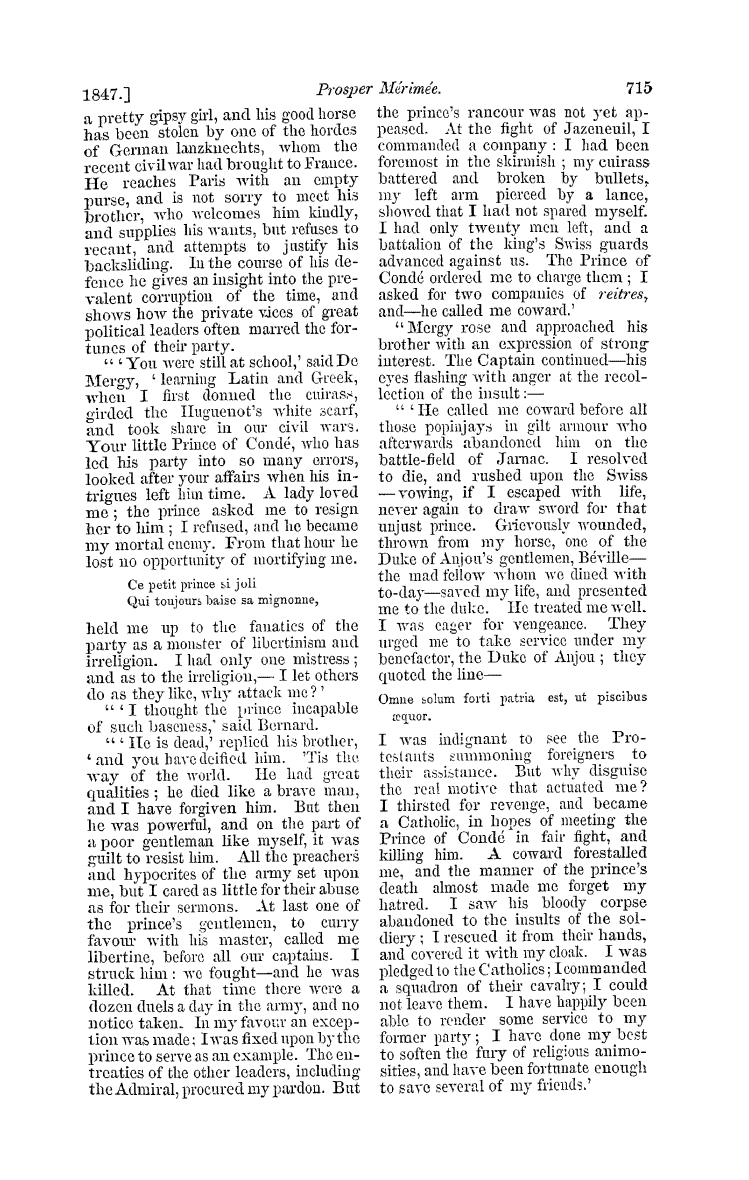 1847.] Prosper Mérimée. 715
a pretty gipsy girl, and his good horse
has been stolen by one of the hordes
of German lanzknechts, whom the
recent civil war had brought to France.
He reaches Paris with an empty
purse, and is not sorry to meet his
brother, who welcomes him kindly,
and supplies his wants, but refuses to
recant, and attempts to justify his
backsliding. In the course of his de-
fence he gives an insight into the pre-
valent corruption of the time, and
shows how the private vices of great
political leaders often marred the for-
tunes of their party.
"'You were still at school,' said De
Mergy, 'learning Latin and Greek,
when I first donned the cuirass,
girded the Huguenot's white scarf,
and took share in our civil wars.
Your little Prince of Condé, who has
led his party into so many errors,
looked after your affairs when his in-
trigues left him time. A lady loved
me; the prince asked me to resign
her to him; I refused, and he became
my mortal enemy. From that hour he
lost no opportunity of mortifying me.
Ce petit prince si joli
Qui toujours baise sa mignonne,
held me up to the fanatics of the
party as a monster of libertinism and
irreligion. I had only one mistress;
and as to the irreligion,— I let others
do as they like, why attack me?'
"'I thought the prince incapable
of such baseness,' said Bernard.
"'He is dead,' replied his brother,
'and you have deified him. 'Tis the
way of the world. He had great
qualities; he died like a brave man,
and I have forgiven him. But then
he was powerful, and on the part of
a poor gentleman like myself, it was
guilt to resist him. All the preachers
and hypocrites of the army set upon
me, but I cared as little for their abuse
as for their sermons. At last one of
the prince's gentlemen, to curry
favour with his master, called me
libertine, before all our captains. I
struck him: we fought—and he was
killed. At that time there were a
dozen duels a day in the army, and no
notice taken. In my favour an excep-
tion was made; I was fixed upon by the
prince to serve as an example. The en-
treaties of the other leaders, including
the Admiral, procured my pardon. But
the prince's rancour was not yet ap-
peased. At the fight of Jazeneuil, I
commanded a company: I had been
foremost in the skirmish; my cuirass
battered and broken by bullets,
my left arm pierced by a lance,
showed that I had not spared myself.
I had only twenty men left, and a
battalion of the king's Swiss guards
advanced against us. The Prince of
Condé ordered me to charge them; I
asked for two companies of reitres,
and—he called me coward.'
"Mergy rose and approached his
brother with an expression of strong
interest. The Captain continued—his
eyes flashing with anger at the recol-
lection of the insult:—
"'He called me coward before all
those popinjays in gilt armour who
afterwards abandoned him on the
battle-field of Jarnac. I resolved
to die, and rushed upon the Swiss
—vowing, if I escaped with life,
never again to draw sword for that
unjust prince. Grievously wounded,
thrown from my horse, one of the
Duke of Anjou's gentlemen, Béville—
the mad fellow whom we dined with
to-day—saved my life, and presented
me to the duke. He treated me well.
I was eager for vengeance. They
urged me to take service under my
benefactor, the Duke of Anjou; they
quoted the line—
Omne solum forti patria est, ut piscibus
æquor.
I was indignant to see the Pro-
testants summoning foreigners to
their assistance. But why disguise
the real motive that actuated me?
I thirsted for revenge, and became
a Catholic, in hopes of meeting the
Prince of Condé in fair fight, and
killing him. A coward forestalled
me, and the manner of the prince's
death almost made me forget my
hatred. I saw his bloody corpse
abandoned to the insults of the sol-
diery; I rescued it from their hands,
and covered it with my cloak. I was
pledged to the Catholics; I commanded
a squadron of their cavalry; I could
not leave them. I have happily been
able to render some service to my
former party; I have done my best
to soften the fury of religious animo-
sities, and have been fortunate enough
to save several of my friends.'